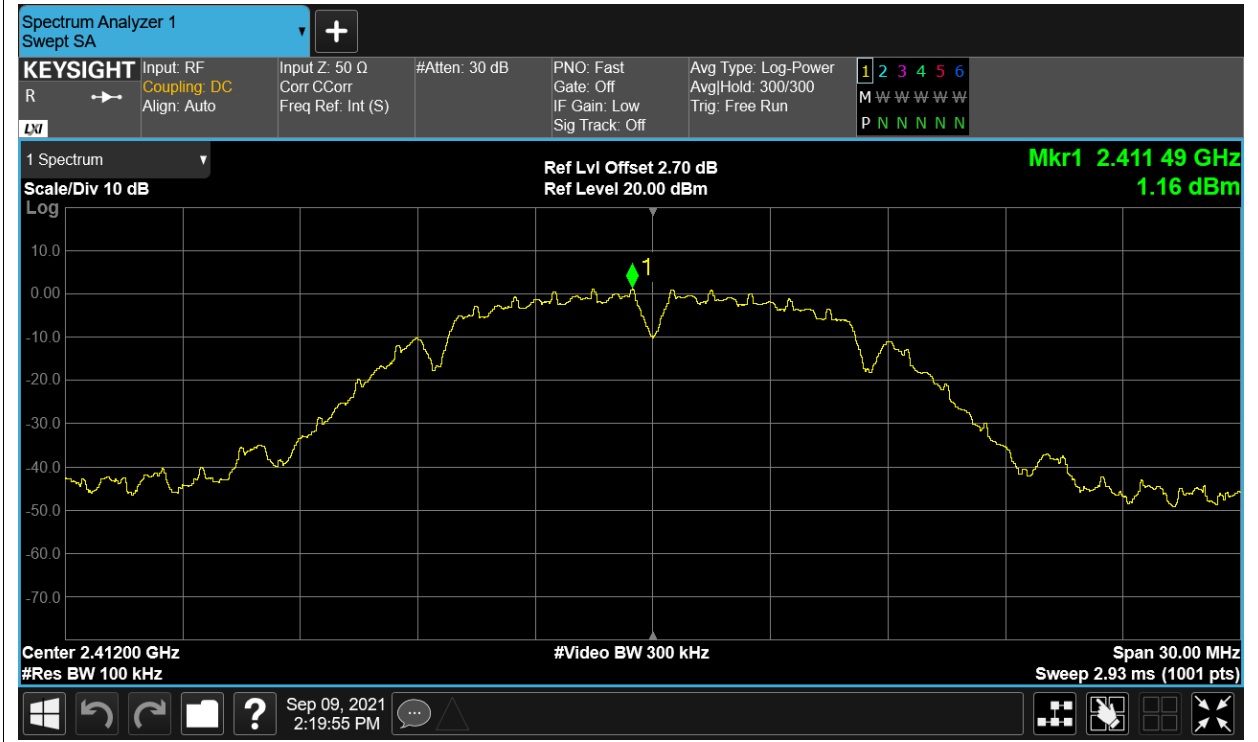 Spectrum Analyzer 1
Swept SA
+
KEYSIGHT
R
LXI
Input: RF
Coupling: DC
Align: Auto
Input Z: 50 Ω
Corr CCorr
Freq Ref: Int (S)
#Atten: 30 dB
PNO: Fast
Gate: Off
IF Gain: Low
Sig Track: Off
Avg Type: Log-Power
Avg|Hold: 300/300
Trig: Free Run
1 2 3 4 5 6
M W W W W W
P N N N N N
1 Spectrum
Scale/Div 10 dB
Log
Ref Lvl Offset 2.70 dB
Ref Level 20.00 dBm
Mkr1 2.411 49 GHz
1.16 dBm
10.0
0.00
-10.0
-20.0
-30.0
-40.0
-50.0
-60.0
-70.0
1
Center 2.41200 GHz
#Res BW 100 kHz
#Video BW 300 kHz
Span 30.00 MHz
Sweep 2.93 ms (1001 pts)
?
Sep 09, 2021
2:19:55 PM